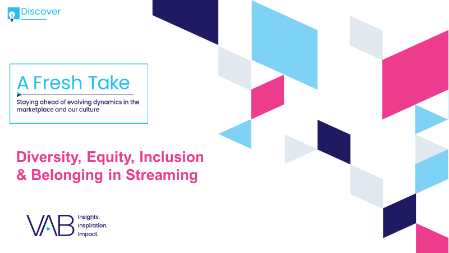 Discover
A Fresh Take
Staying ahead of evolving dynamics in the
marketplace and our culture
Diversity, Equity, Inclusion
& Belonging in Streaming
VAB
Insights.
Inspiration.
Impact.